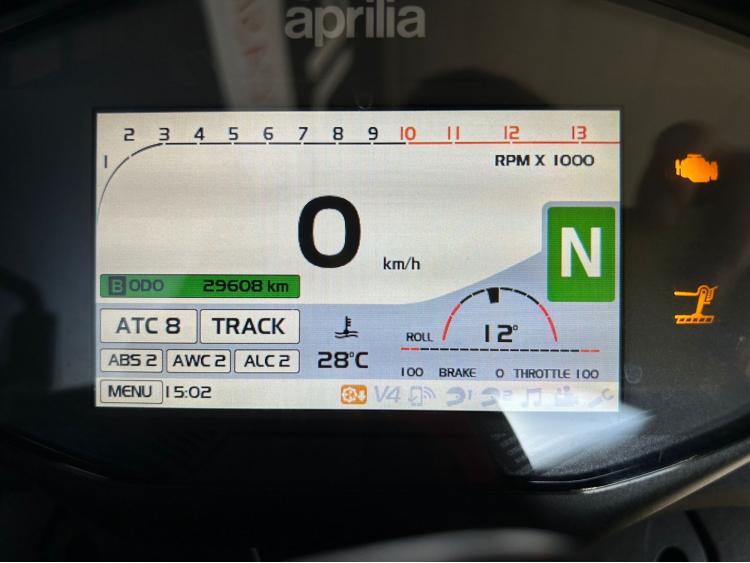 aprilia
1 2 3 4 5 6 7 8 9 10 11 12 13
RPM X 1000
0 km/h
N
B ODO 29608 km
ATC 8 TRACK
ROLL 12°
ABS 2 AWC 2 ALC 2 28°C
100 BRAKE 0 THROTTLE 100
MENU 15:02 V4 1 2